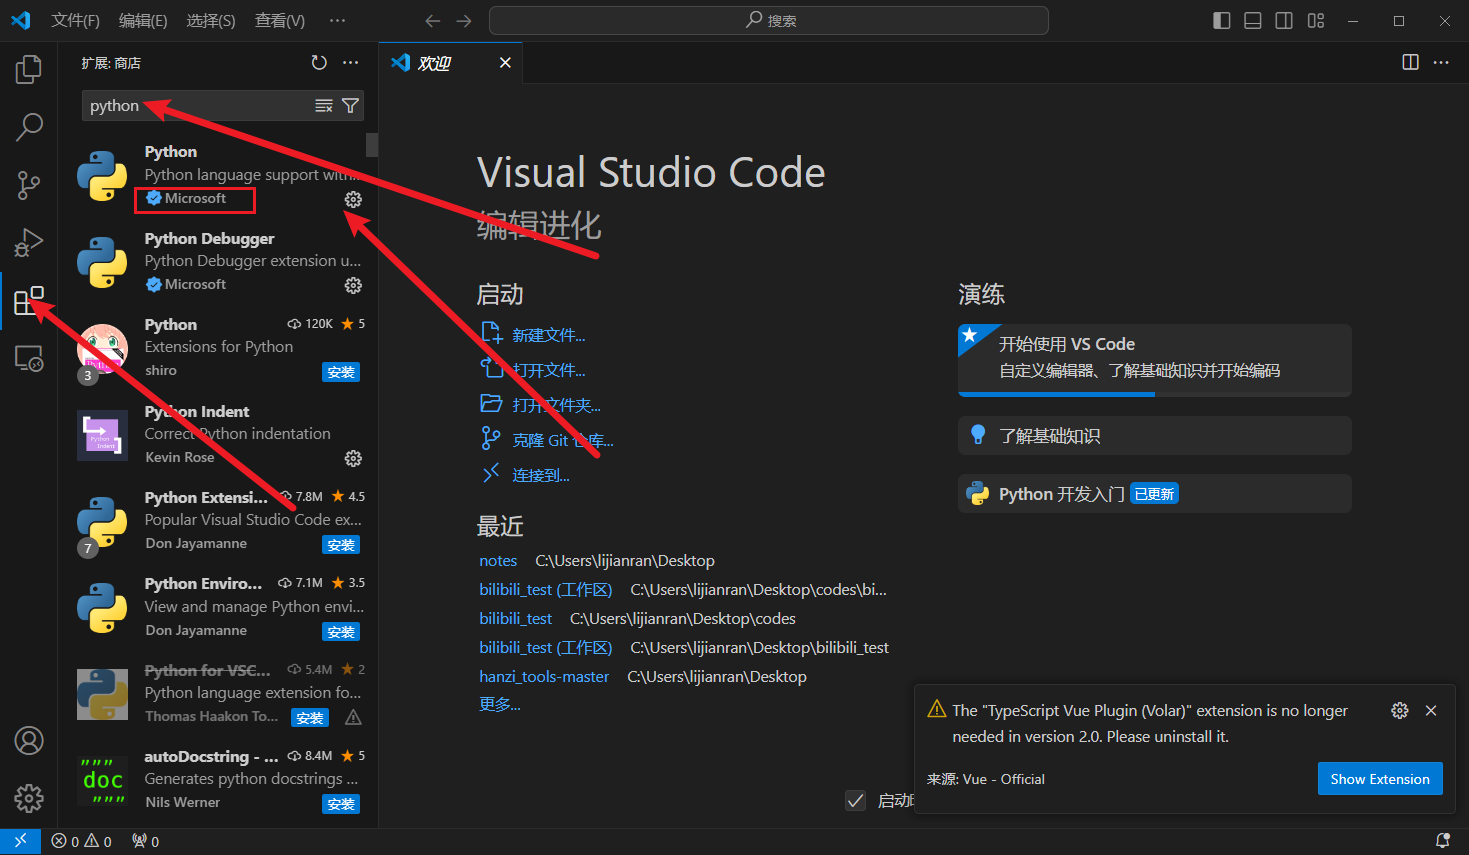 文件(F) 编辑(E) 选择(S) 查看(V) ··· 搜索
扩展: 商店
python
Python
Python language support with...
Microsoft
Python Debugger
Python Debugger extension u...
Microsoft
Python 120K 5
Extensions for Python
3
shiro 安装
Python Indent
Correct Python indentation
Kevin Rose
Python Extensi... 7.8M 4.5
Popular Visual Studio Code ex...
7
Don Jayamanne 安装
Python Enviro... 7.1M 3.5
View and manage Python envi...
Don Jayamanne 安装
Python for VSC... 5.4M 2
Python language extension fo...
Thomas Haakon To... 安装
autoDocstring - ... 8.4M 5
Generates python docstrings ...
Nils Werner 安装
""" doc """
欢迎
Visual Studio Code
编辑进化
启动
新建文件...
打开文件...
打开文件夹...
克隆 Git 仓库...
连接到...
最近
notes C:\Users\lijianran\Desktop
bilibili_test (工作区) C:\Users\lijianran\Desktop\codes\bi...
bilibili_test C:\Users\lijianran\Desktop\codes
bilibili_test (工作区) C:\Users\lijianran\Desktop\bilibili_test
hanzi_tools-master C:\Users\lijianran\Desktop
更多...
演练
开始使用 VS Code
自定义编辑器、了解基础知识并开始编码
了解基础知识
Python 开发入门 已更新
启动
The "TypeScript Vue Plugin (Volar)" extension is no longer
needed in version 2.0. Please uninstall it.
来源: Vue - Official Show Extension
0 0 0